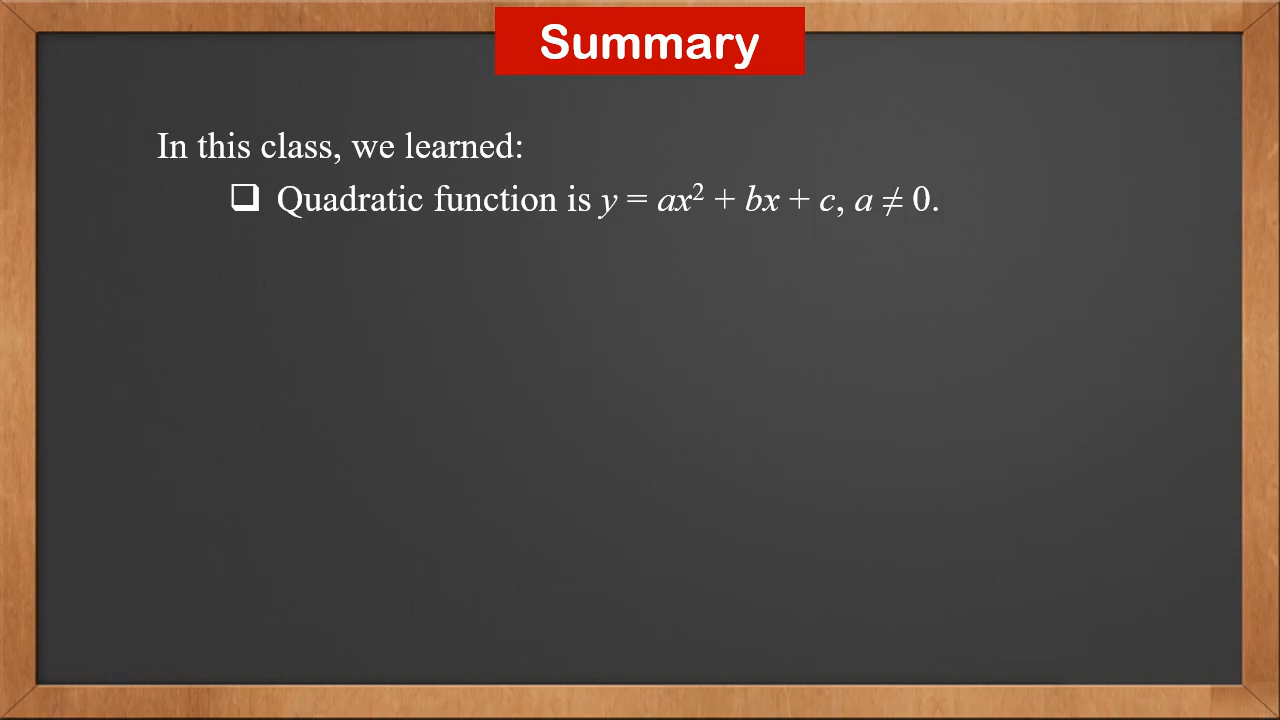 Summary
In this class, we learned:
❑ Quadratic function is y = ax² + bx + c, a ≠ 0.